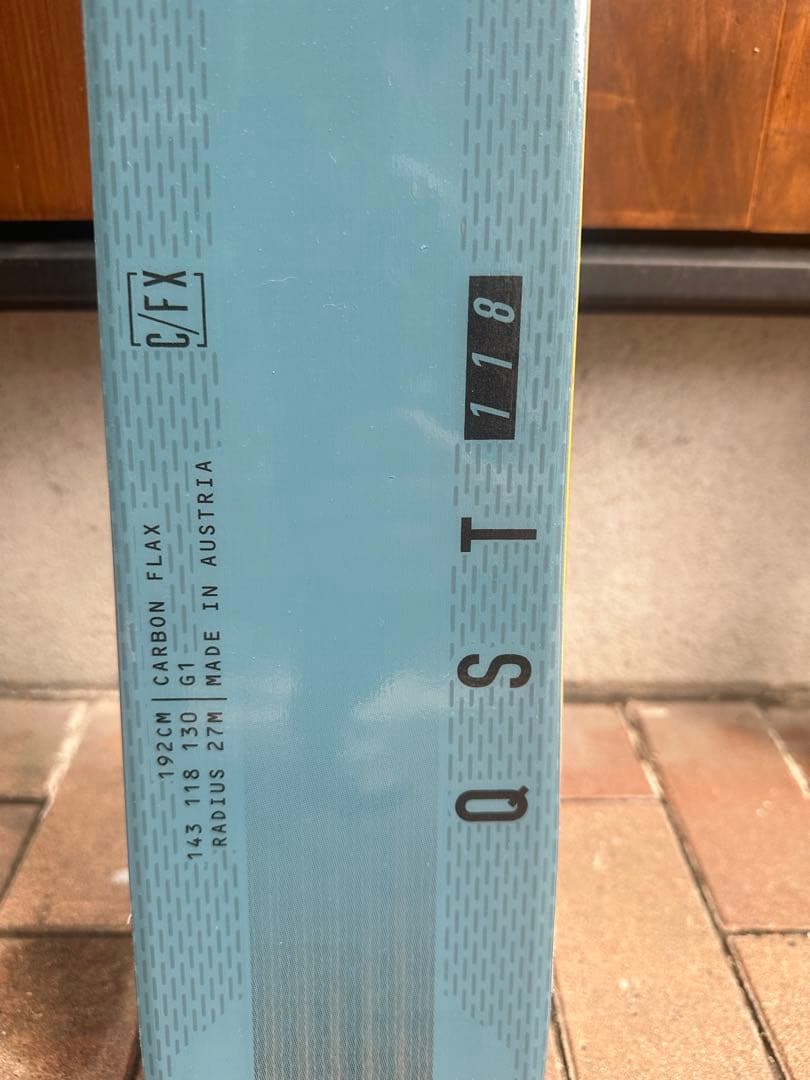 C/FX
192CM | CARBON FLAX
143 118 130 | G1
RADIUS 27M | MADE IN AUSTRIA
QST 118